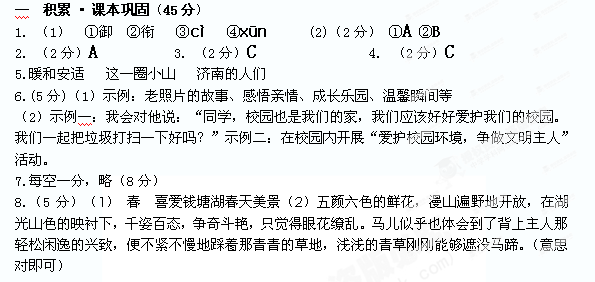 一 积累·课本巩固（45分）
1. （1） ①御 ②衔 ③cì ④xūn （2）（2分）①A ②B
2. （2分）A 3. （2分）C 4. （2分）C
5.暖和安适 这一圈小山 济南的人们
6.(5分)（1）示例：老照片的故事、感悟亲情、成长乐园、温馨瞬间等
（2）示例一：我会对他说：“同学，校园也是我们的家，我们应该好好爱护我们的校园。
我们一起把垃圾打扫一下好吗？”示例二：在校园内开展“爱护校园环境，争做文明主人”
活动。
7.每空一分，略（8分）
8.（5分）（1） 春 喜爱钱塘湖春天美景（2）五颜六色的鲜花，漫山遍野地开放，在湖
光山色的映衬下，千姿百态，争奇斗艳，只觉得眼花缭乱。马儿似乎也体会到了背上主人那
轻松闲逸的兴致，便不紧不慢地踩着那青青的草地，浅浅的青草刚刚能够遮没马蹄。（意思
对即可）